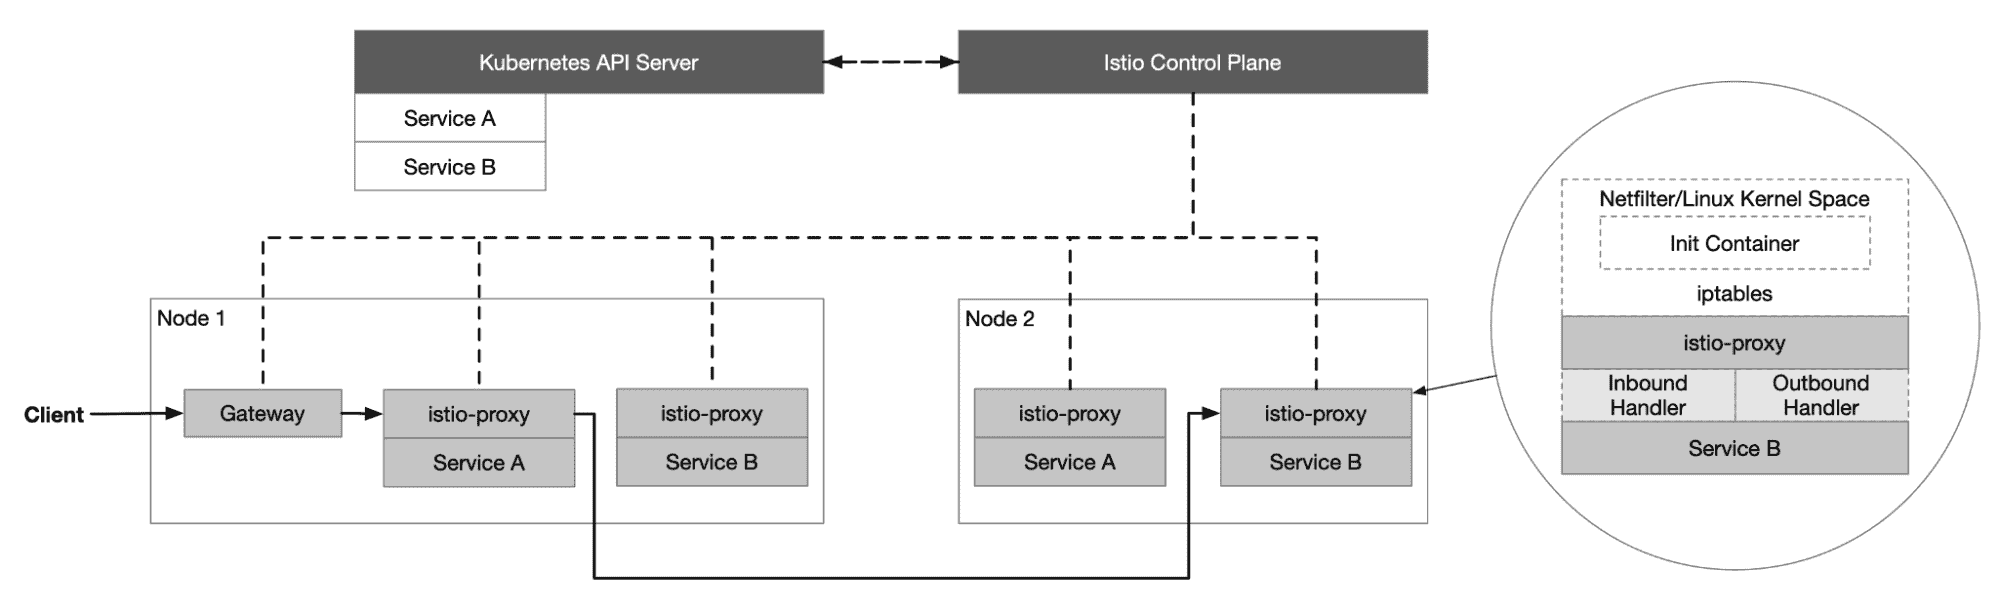 Kubernetes API Server
Istio Control Plane
Service A
Service B
Node 1
Node 2
Client
Gateway
istio-proxy
Service A
istio-proxy
Service B
istio-proxy
Service A
istio-proxy
Service B
Netfilter/Linux Kernel Space
Init Container
iptables
istio-proxy
Inbound
Handler
Outbound
Handler
Service B